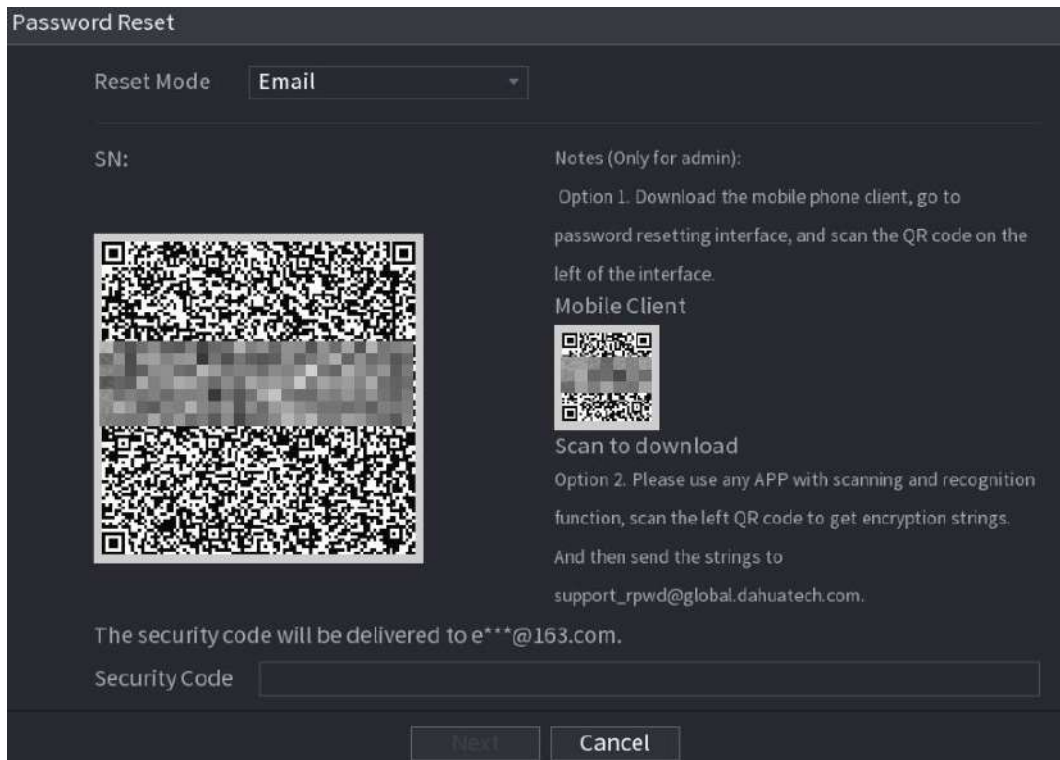 Password Reset
Reset Mode
Email
SN:
Notes (Only for admin):
Option 1. Download the mobile phone client, go to
password resetting interface, and scan the QR code on the
left of the interface.
Mobile Client
Scan to download
Option 2. Please use any APP with scanning and recognition
function, scan the left QR code to get encryption strings.
And then send the strings to
support_rpwd@global.dahuatech.com.
The security code will be delivered to e***@163.com.
Security Code
Next
Cancel